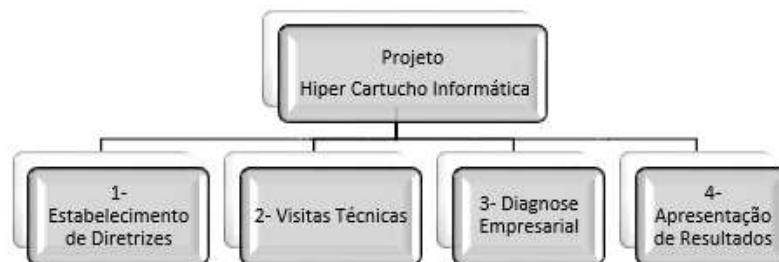 Projeto
Hiper Cartucho Informática
1-
Estabelecimento
de Diretrizes
2- Visitas Técnicas
3- Diagnose
Empresarial
4-
Apresentação
de Resultados